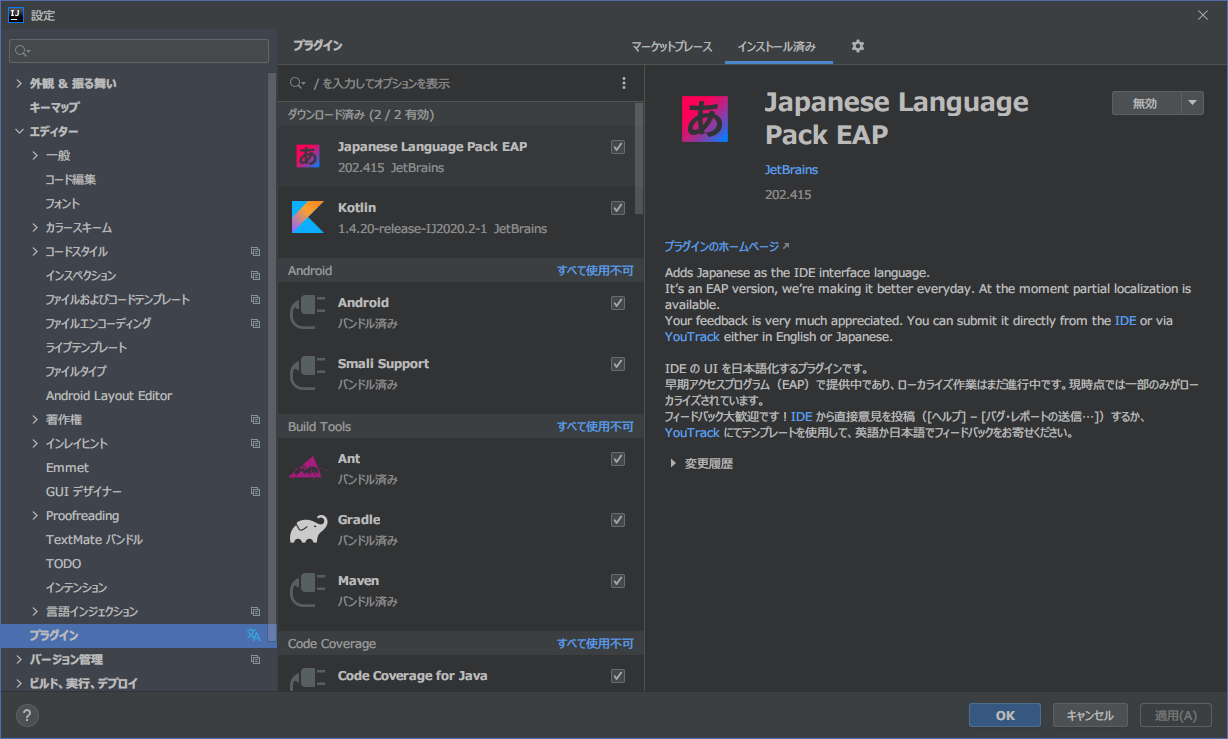 設定
外観 & 振る舞い
キーマップ
エディター
一般
コード編集
フォント
カラースキーム
コードスタイル
インスペクション
ファイルおよびコードテンプレート
ファイルエンコーディング
ライブテンプレート
ファイルタイプ
Android Layout Editor
著作権
インレイヒント
Emmet
GUI デザイナー
Proofreading
TextMate バンドル
TODO
インテンション
言語インジェクション
プラグイン
バージョン管理
ビルド、実行、デプロイ
プラグイン
マーケットプレース
インストール済み
/ を入力してオプションを表示
ダウンロード済み (2 / 2 有効)
あ
Japanese Language Pack EAP
202.415 JetBrains
Kotlin
1.4.20-release-IJ2020.2-1 JetBrains
Android すべて使用不可
Android
バンドル済み
Smali Support
バンドル済み
Build Tools すべて使用不可
Ant
バンドル済み
Gradle
バンドル済み
Maven
バンドル済み
Code Coverage すべて使用不可
Code Coverage for Java
あ
Japanese Language
Pack EAP
無効
JetBrains
202.415
プラグインのホームページ
Adds Japanese as the IDE interface language.
It's an EAP version, we're making it better everyday. At the moment partial localization is
available.
Your feedback is very much appreciated. You can submit it directly from the IDE or via
YouTrack either in English or Japanese.
IDE の UI を日本語化するプラグインです。
早期アクセスプログラム（EAP）で提供中であり、ローカライズ作業はまだ進行中です。現時点では一部のみがロー
カライズされています。
フィードバック大歓迎です！IDE から直接意見を投稿（[ヘルプ] – [バグ・レポートの送信…]）するか、
YouTrack にてテンプレートを使用して、英語か日本語でフィードバックをお寄せください。
変更履歴
?
OK
キャンセル
適用(A)